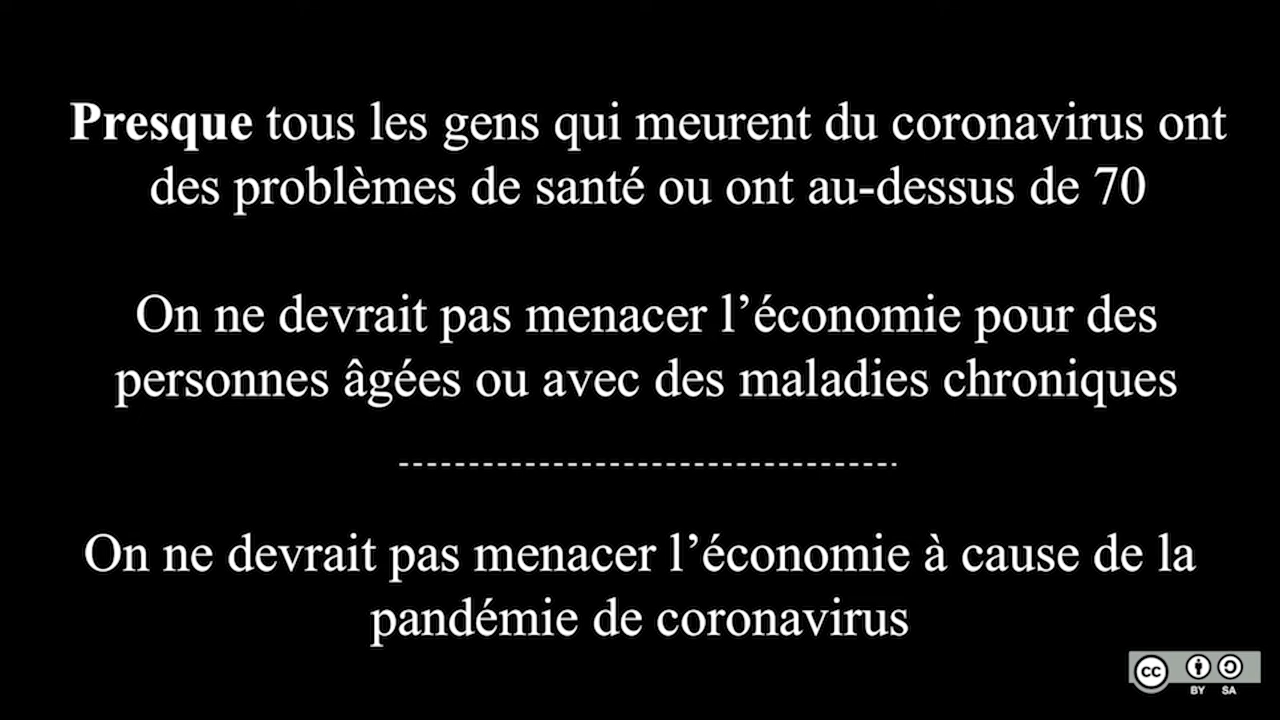 Presque tous les gens qui meurent du coronavirus ont
des problèmes de santé ou ont au-dessus de 70
On ne devrait pas menacer l’économie pour des
personnes âgées ou avec des maladies chroniques
------------------------------------
On ne devrait pas menacer l’économie à cause de la
pandémie de coronavirus
cc
BY SA